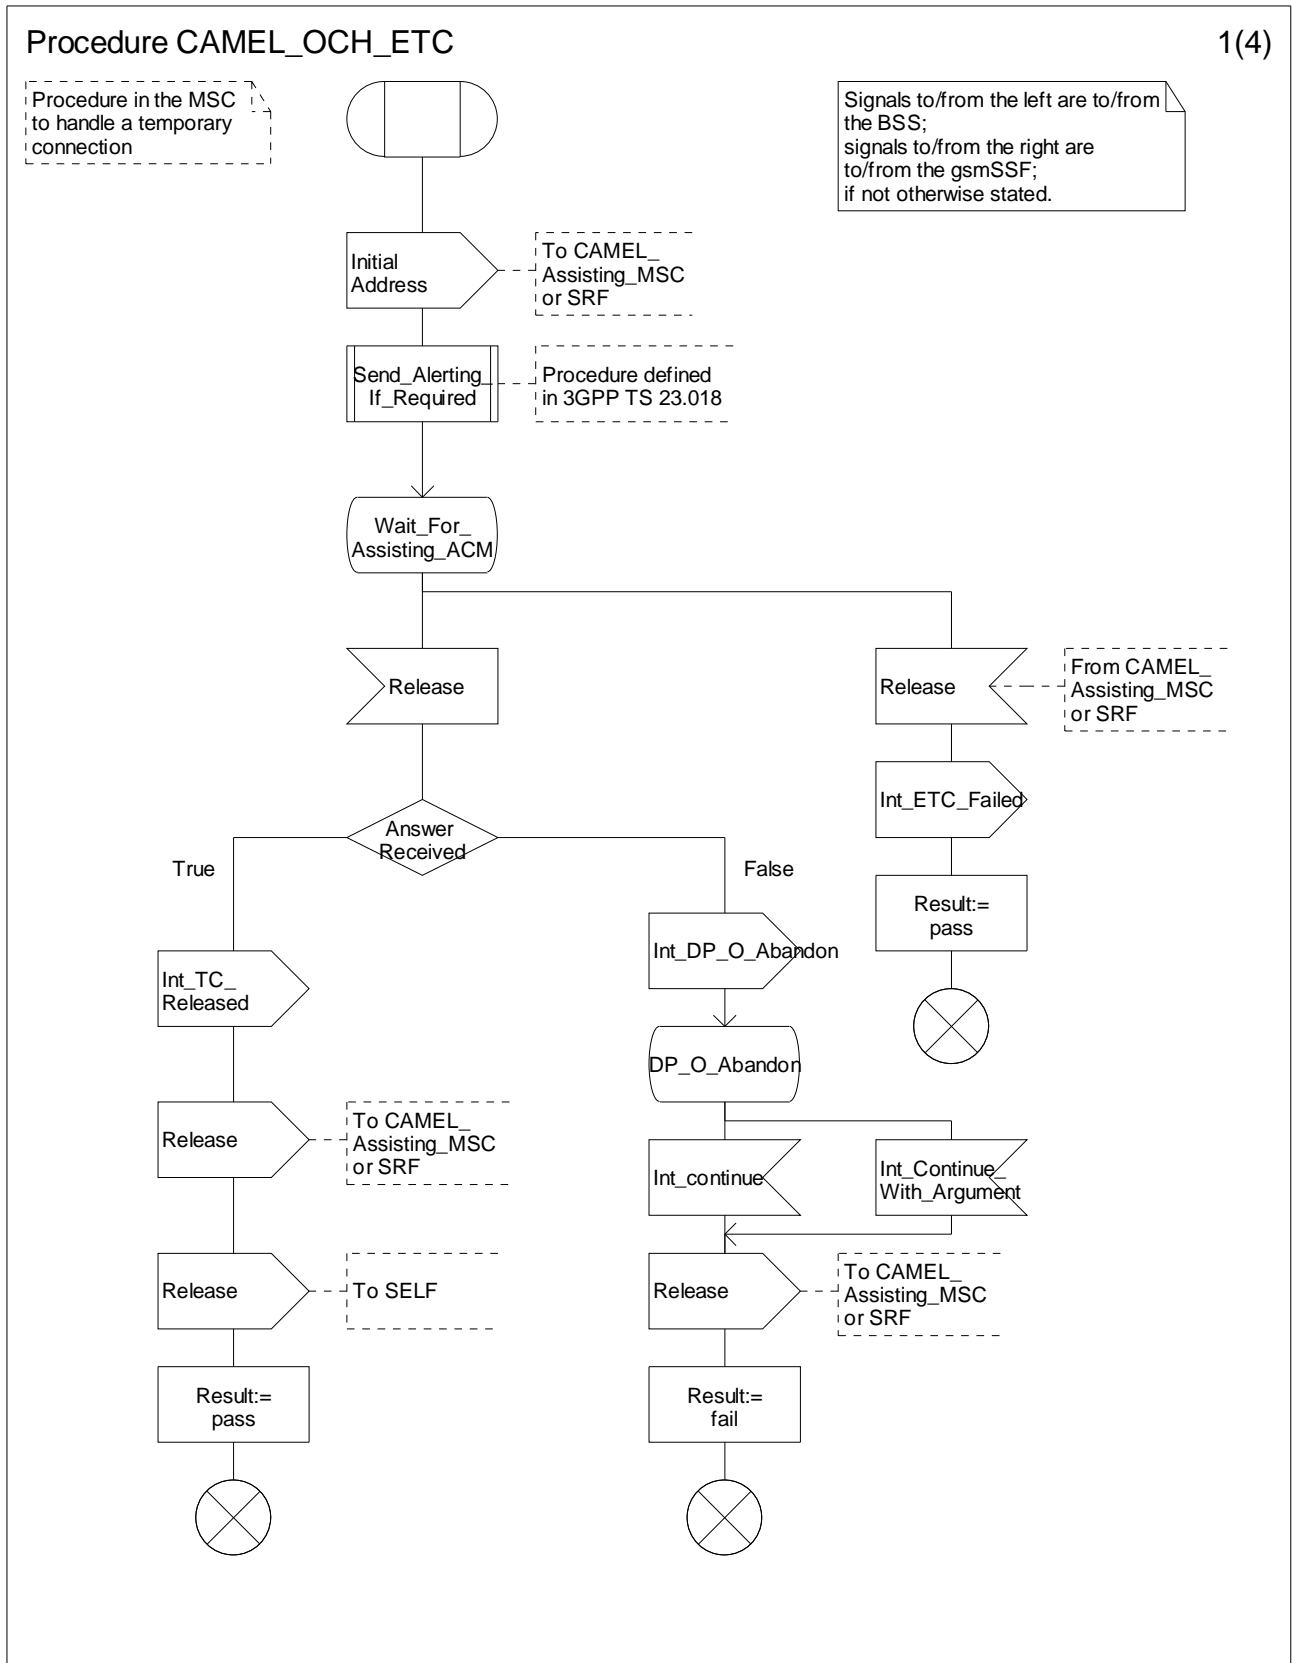 Procedure CAMEL_OCH_ETC
1(4)
Procedure in the MSC
to handle a temporary
connection
Signals to/from the left are to/from
the BSS;
signals to/from the right are
to/from the gsmSSF;
if not otherwise stated.
Initial
Address
To CAMEL_
Assisting_MSC
or SRF
Send_Alerting_
If_Required
Procedure defined
in 3GPP TS 23.018
Wait_For_
Assisting_ACM
Release
Release
From CAMEL_
Assisting_MSC
or SRF
Int_ETC_Failed
Answer
Received
True
False
Result:=
pass
Int_DP_O_Abandon
Int_TC_
Released
DP_O_Abandon
Release
To CAMEL_
Assisting_MSC
or SRF
Int_continue
Int_Continue_
With_Argument
Release
To SELF
Release
To CAMEL_
Assisting_MSC
or SRF
Result:=
pass
Result:=
fail